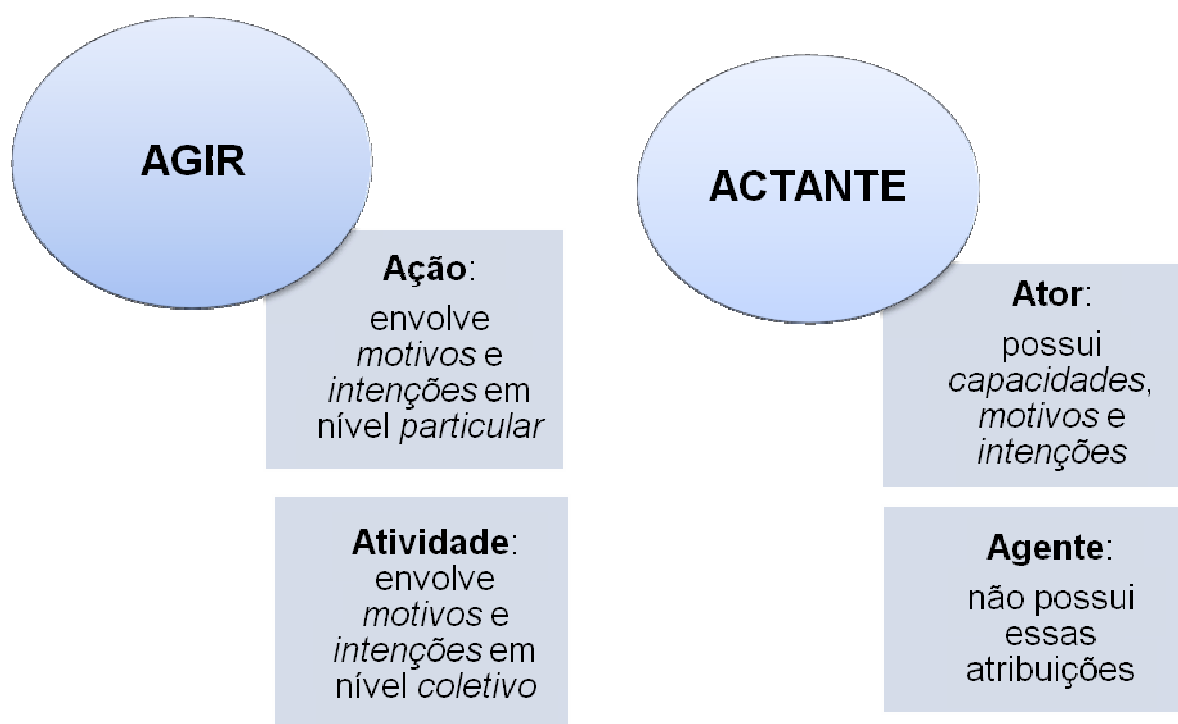 AGIR
Ação:
envolve
motivos e
intenções em
nível particular
Atividade:
envolve
motivos e
intenções em
nível coletivo
ACTANTE
Ator:
possui
capacidades,
motivos e
intenções
Agente:
não possui
essas
atribuições